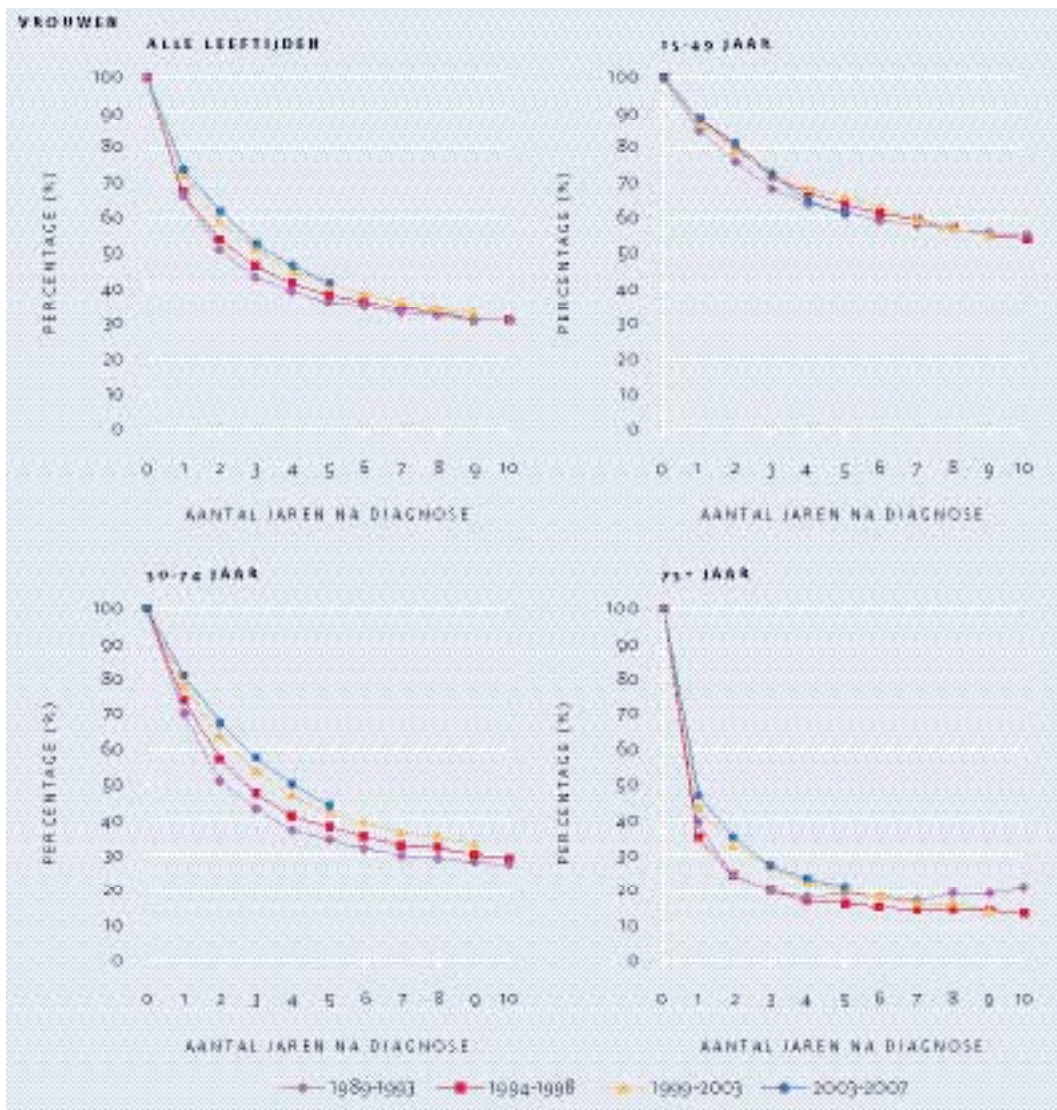 VROUWEN
ALLE LEEFTIJDEN
PERCENTAGE (%)
100
90
80
70
60
50
40
30
20
10
0
0 1 2 3 4 5 6 7 8 9 10
AANTAL JAREN NA DIAGNOSE
15-49 JAAR
PERCENTAGE (%)
100
90
80
70
60
50
40
30
20
10
0
0 1 2 3 4 5 6 7 8 9 10
AANTAL JAREN NA DIAGNOSE
50-74 JAAR
PERCENTAGE (%)
100
90
80
70
60
50
40
30
20
10
0
0 1 2 3 4 5 6 7 8 9 10
AANTAL JAREN NA DIAGNOSE
75+ JAAR
PERCENTAGE (%)
100
90
80
70
60
50
40
30
20
10
0
0 1 2 3 4 5 6 7 8 9 10
AANTAL JAREN NA DIAGNOSE
1989-1993 1994-1998 1999-2003 2003-2007